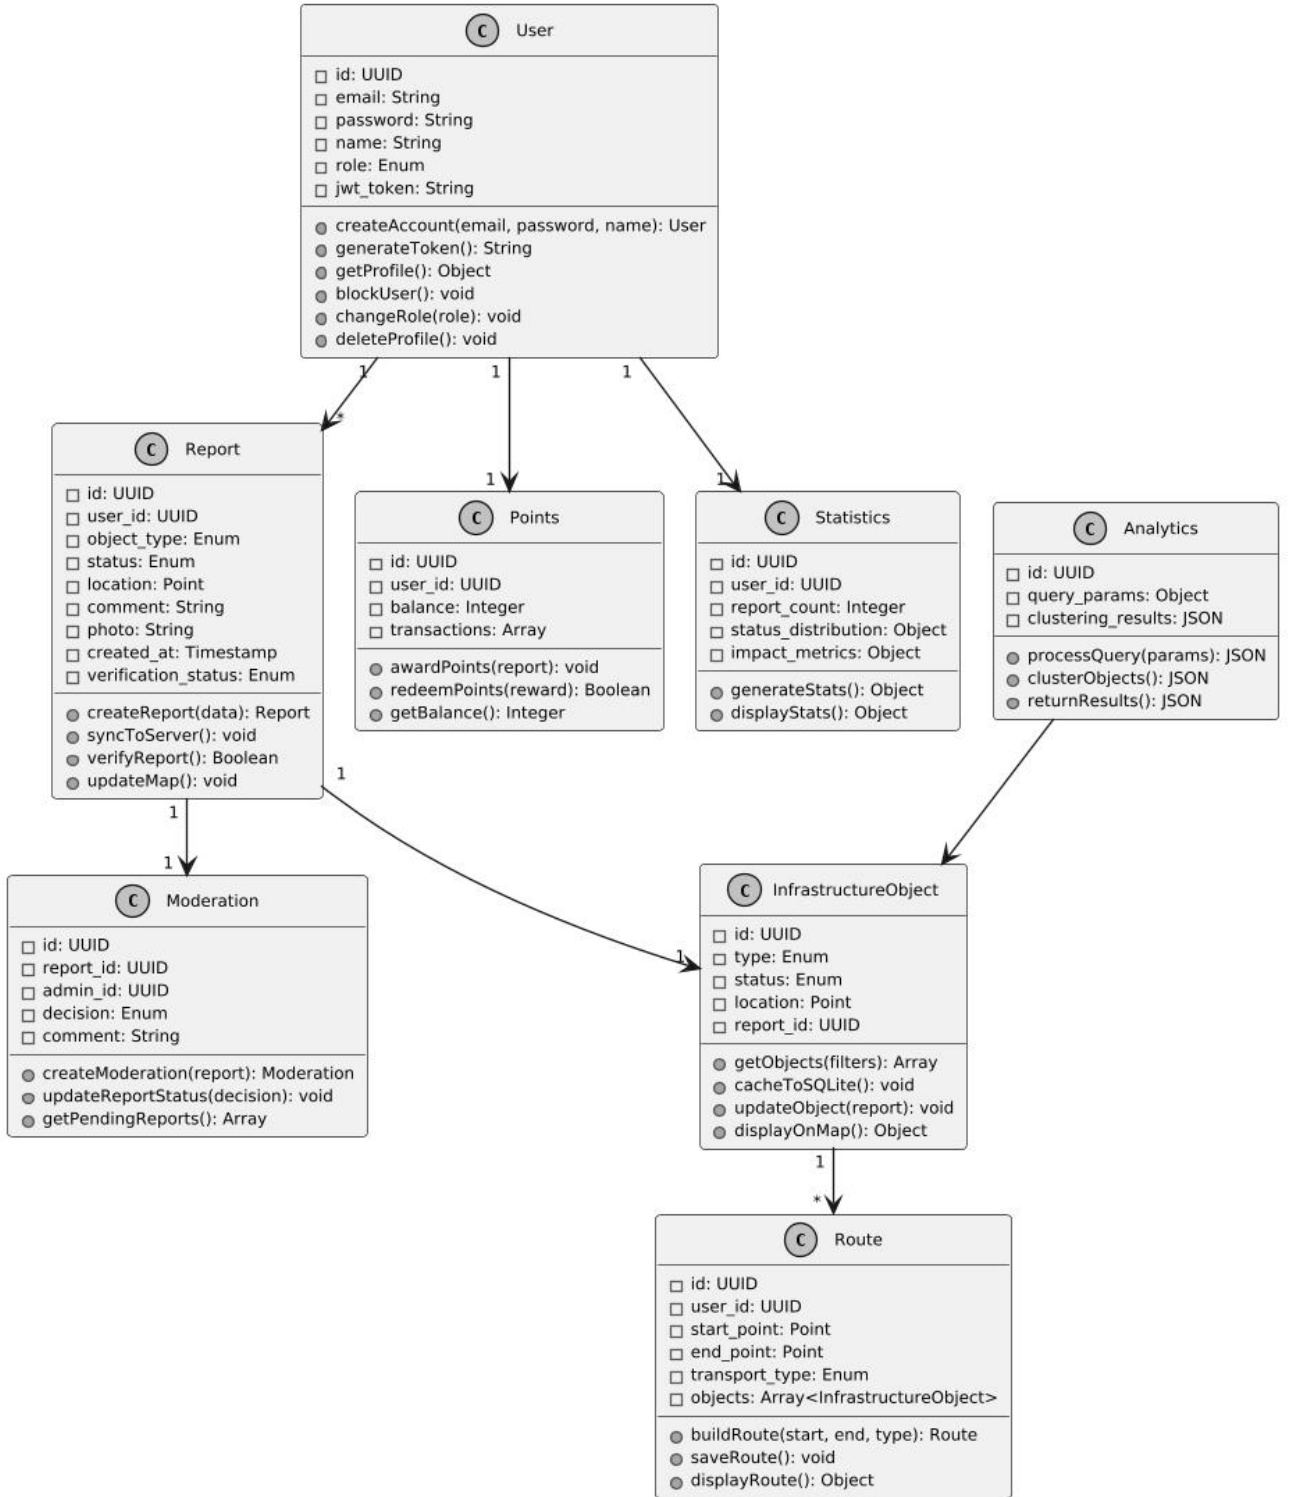 C User
id: UUID
email: String
password: String
name: String
role: Enum
jwt_token: String
createAccount(email, password, name): User
generateToken(): String
getProfile(): Object
blockUser(): void
changeRole(role): void
deleteProfile(): void
1
1
1
*
1
1
C Report
id: UUID
user_id: UUID
object_type: Enum
status: Enum
location: Point
comment: String
photo: String
created_at: Timestamp
verification_status: Enum
createReport(data): Report
syncToServer(): void
verifyReport(): Boolean
updateMap(): void
C Points
id: UUID
user_id: UUID
balance: Integer
transactions: Array
awardPoints(report): void
redeemPoints(reward): Boolean
getBalance(): Integer
C Statistics
id: UUID
user_id: UUID
report_count: Integer
status_distribution: Object
impact_metrics: Object
generateStats(): Object
displayStats(): Object
C Analytics
id: UUID
query_params: Object
clustering_results: JSON
processQuery(params): JSON
clusterObjects(): JSON
returnResults(): JSON
1
1
1
1
C Moderation
id: UUID
report_id: UUID
admin_id: UUID
decision: Enum
comment: String
createModeration(report): Moderation
updateReportStatus(decision): void
getPendingReports(): Array
C InfrastructureObject
id: UUID
type: Enum
status: Enum
location: Point
report_id: UUID
getObjects(filters): Array
cacheToSQLite(): void
updateObject(report): void
displayOnMap(): Object
1
*
C Route
id: UUID
user_id: UUID
start_point: Point
end_point: Point
transport_type: Enum
objects: Array<InfrastructureObject>
buildRoute(start, end, type): Route
saveRoute(): void
displayRoute(): Object